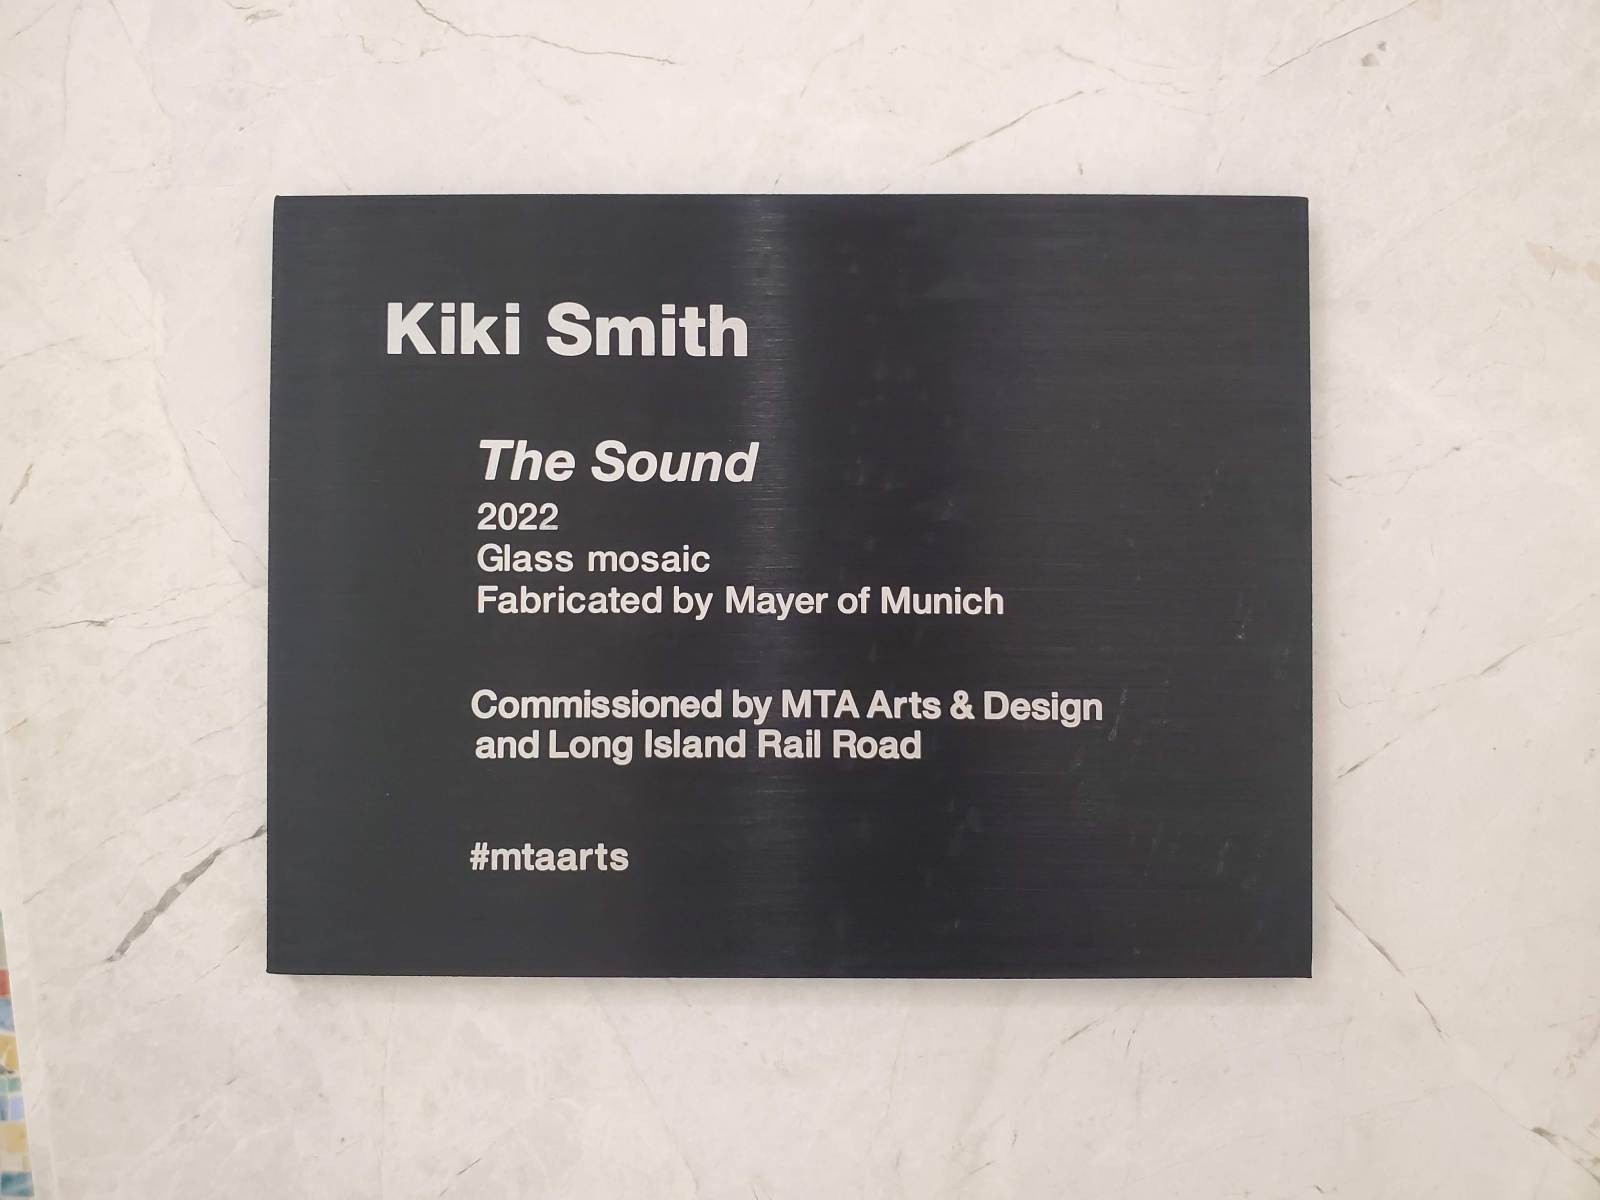 Kiki Smith
The Sound
2022
Glass mosaic
Fabricated by Mayer of Munich
Commissioned by MTA Arts & Design
and Long Island Rail Road
#mtaarts